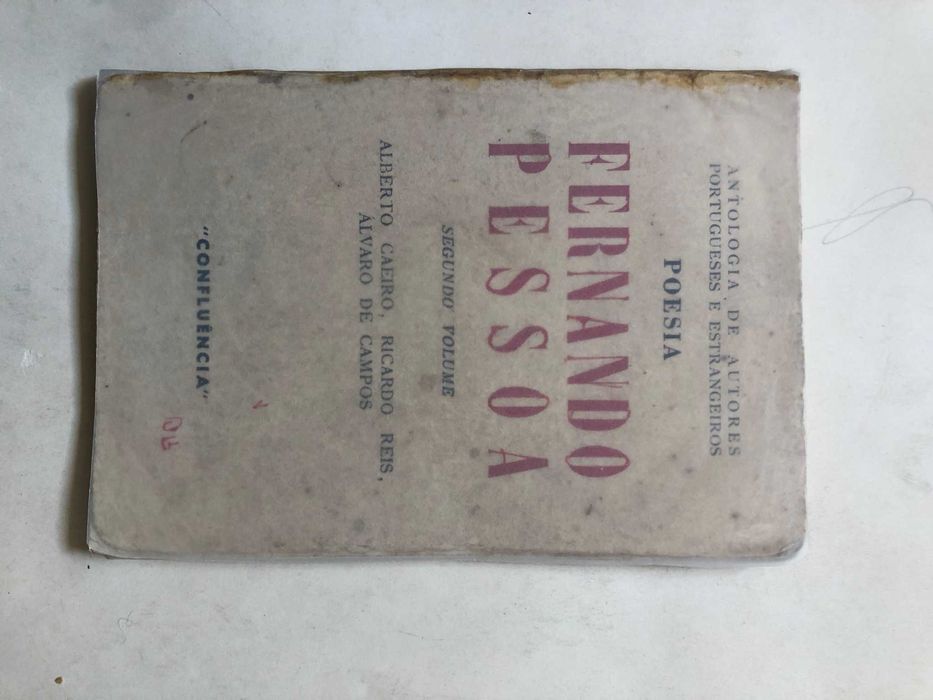 ANTOLOGIA DE AUTORES
PORTUGUESES E ESTRANGEIROS
POESIA
FERNANDO
PESSOA
SEGUNDO VOLUME
ALBERTO CAEIRO, RICARDO REIS,
ÁLVARO DE CAMPOS
"CONFLUÊNCIA"